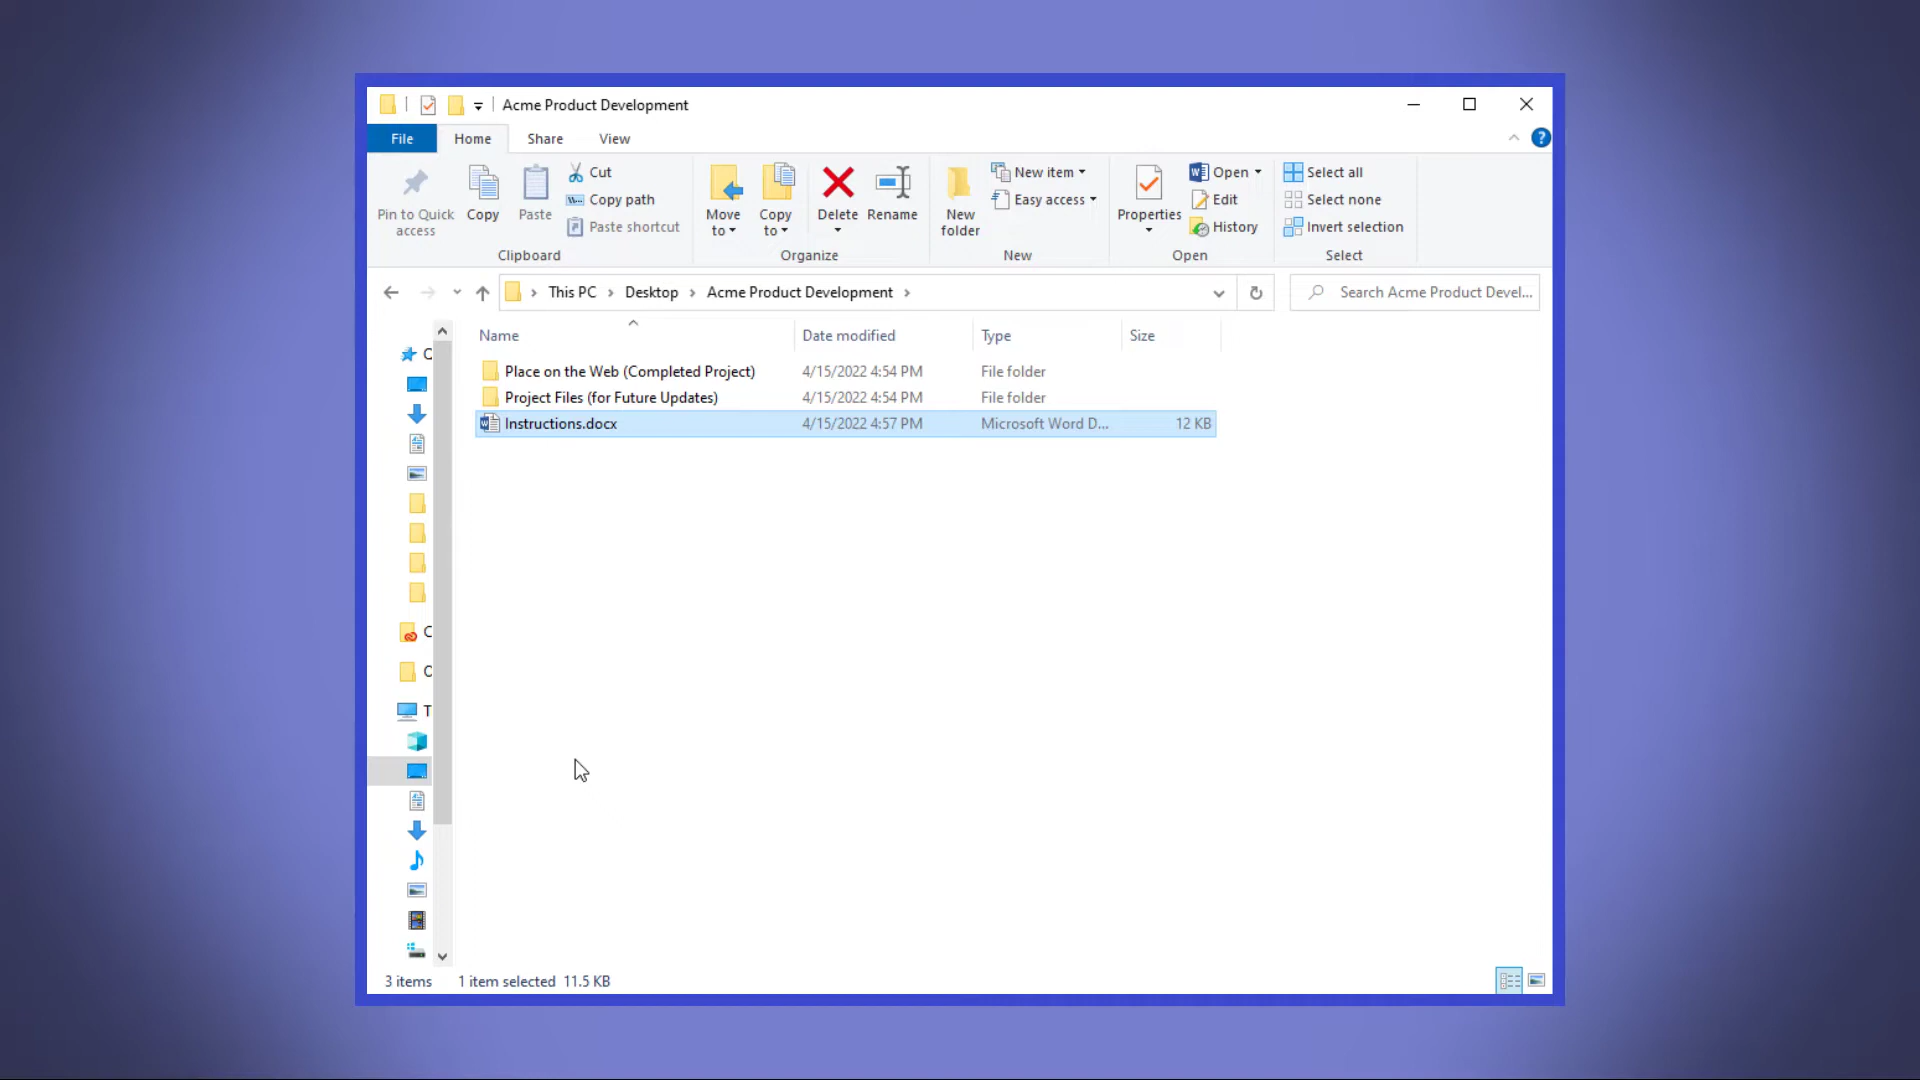 Acme Product Development
File Home Share View
Pin to Quick access
Copy
Paste
Cut
Copy path
Paste shortcut
Clipboard
Move to
Copy to
Delete
Rename
Organize
New folder
New item
Easy access
New
Properties
Open
Edit
History
Open
Select all
Select none
Invert selection
Select
This PC > Desktop > Acme Product Development >
Search Acme Product Devel...
Name Date modified Type Size
Place on the Web (Completed Project) 4/15/2022 4:54 PM File folder
Project Files (for Future Updates) 4/15/2022 4:54 PM File folder
Instructions.docx 4/15/2022 4:57 PM Microsoft Word D... 12 KB
3 items 1 item selected 11.5 KB